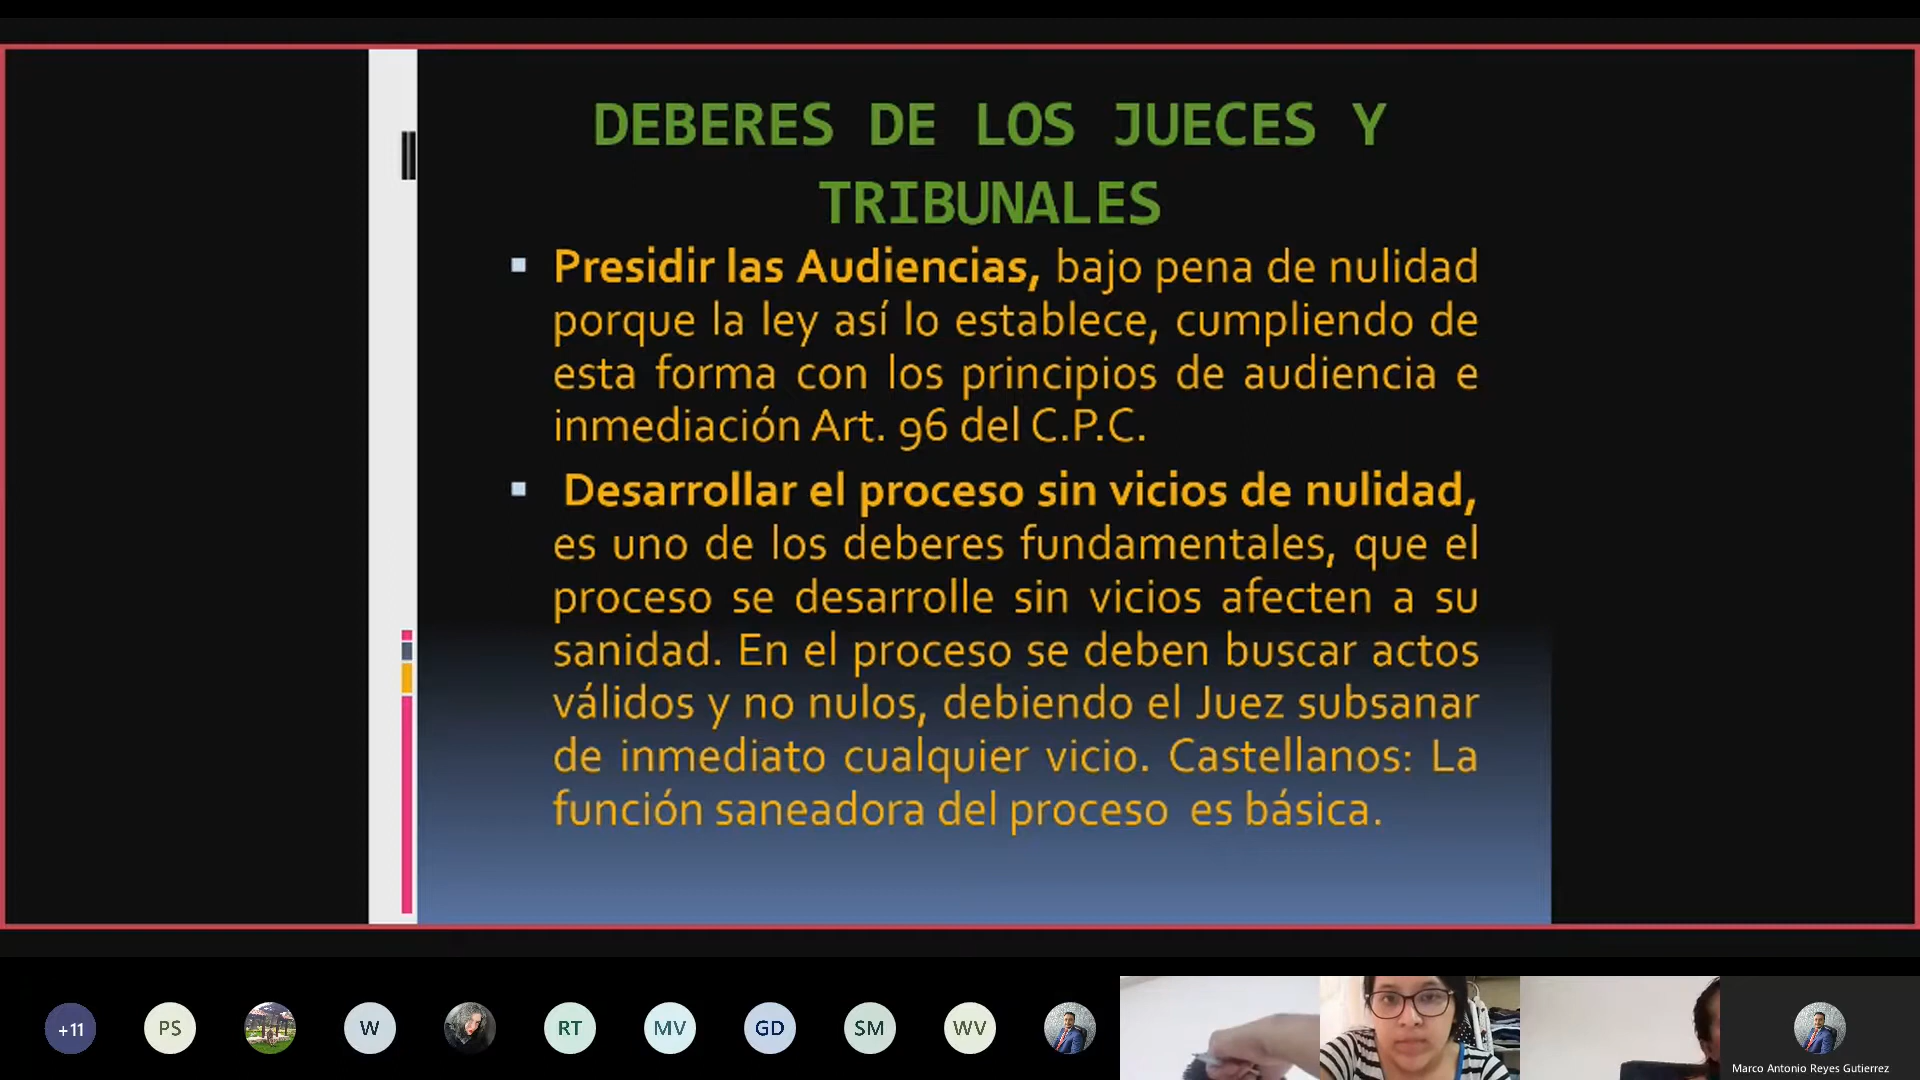 DEBERES DE LOS JUECES Y
TRIBUNALES
Presidir las Audiencias, bajo pena de nulidad
porque la ley así lo establece, cumpliendo de
esta forma con los principios de audiencia e
inmediación Art. 96 del C.P.C.
Desarrollar el proceso sin vicios de nulidad,
es uno de los deberes fundamentales, que el
proceso se desarrolle sin vicios afecten a su
sanidad. En el proceso se deben buscar actos
válidos y no nulos, debiendo el Juez subsanar
de inmediato cualquier vicio. Castellanos: La
función saneadora del proceso es básica.
+11
PS
W
RT
MV
GD
SM
WV
Marco Antonio Reyes Gutierrez